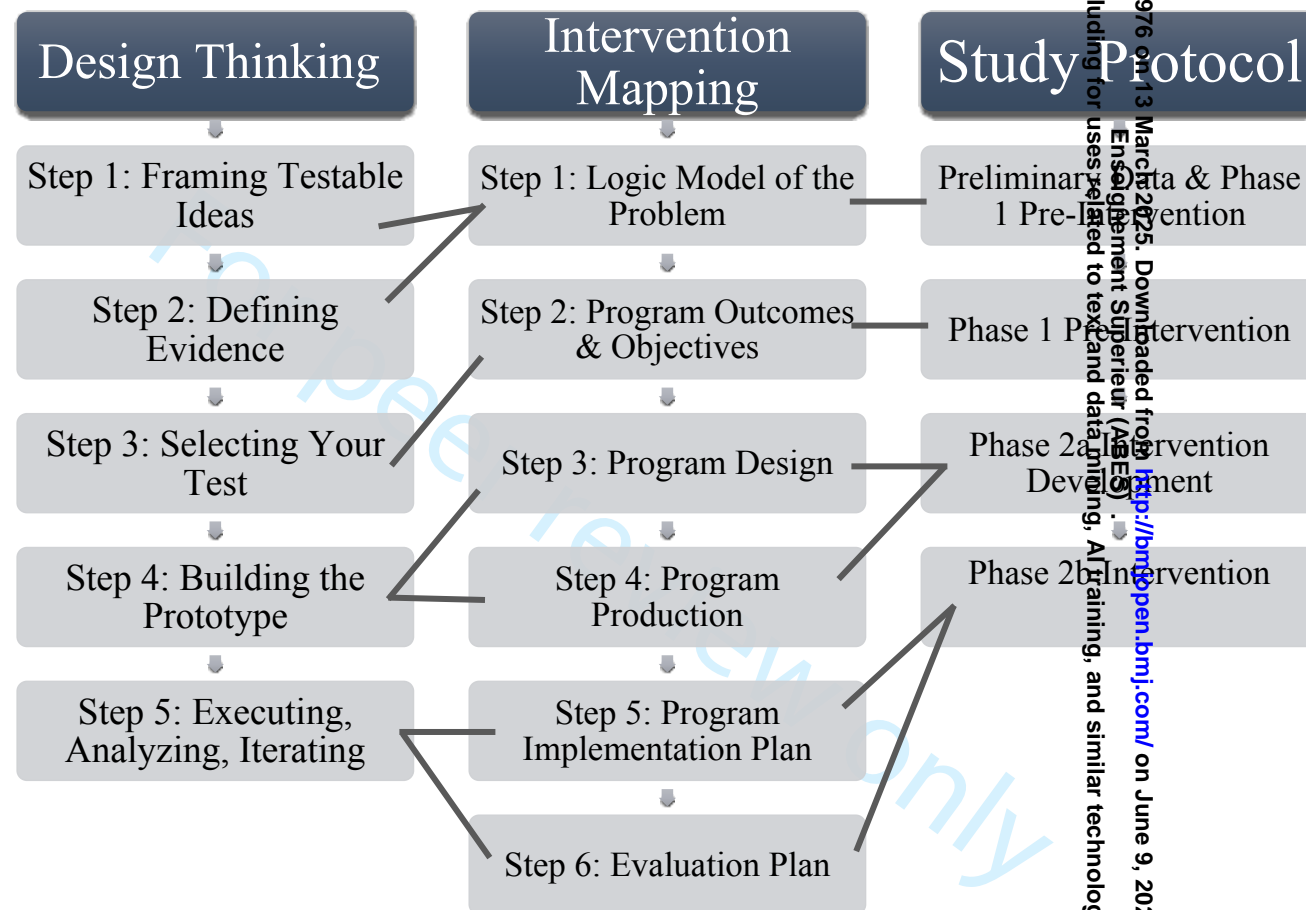 Design Thinking
Intervention
Mapping
Study Protocol
Step 1: Framing Testable
Ideas
Step 2: Defining
Evidence
Step 3: Selecting Your
Test
Step 4: Building the
Prototype
Step 5: Executing,
Analyzing, Iterating
Step 1: Logic Model of the
Problem
Step 2: Program Outcomes
& Objectives
Step 3: Program Design
Step 4: Program
Production
Step 5: Program
Implementation Plan
Step 6: Evaluation Plan
Preliminary Data & Phase
1 Pre-Intervention
Phase 1 Pre-Intervention
Phase 2a Intervention
Development
Phase 2b Intervention
peer review only
976 on 13 March 2025. Downloaded from http://bmjopen.bmj.com/ on June 9, 202
Enseignement Superieur (ABES) .
luding for uses related to text and data mining, AI training, and similar technolog